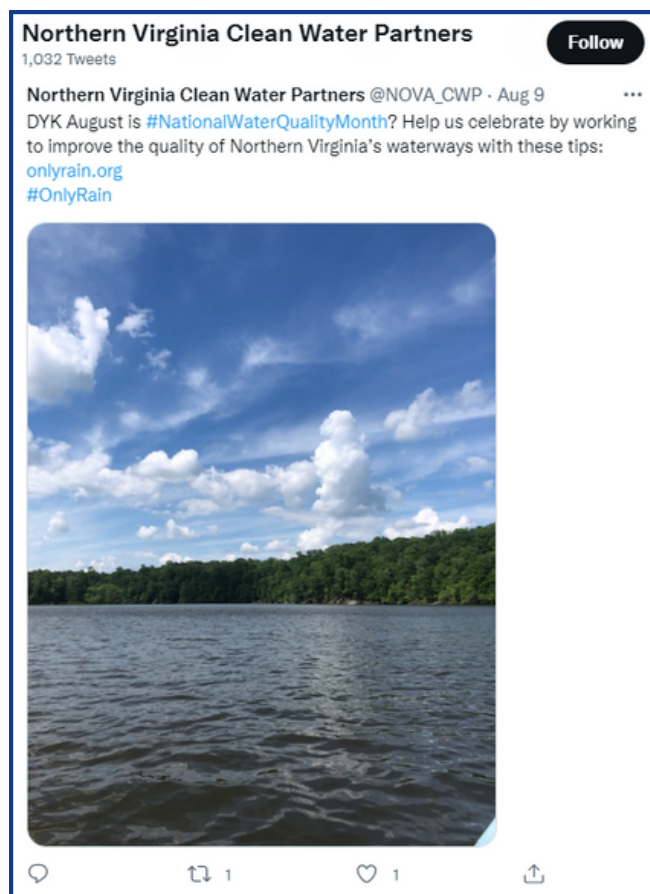 Northern Virginia Clean Water Partners
1,032 Tweets
Follow
Northern Virginia Clean Water Partners @NOVA_CWP · Aug 9
DYK August is #NationalWaterQualityMonth? Help us celebrate by working
to improve the quality of Northern Virginia's waterways with these tips:
onlyrain.org
#OnlyRain
1
1